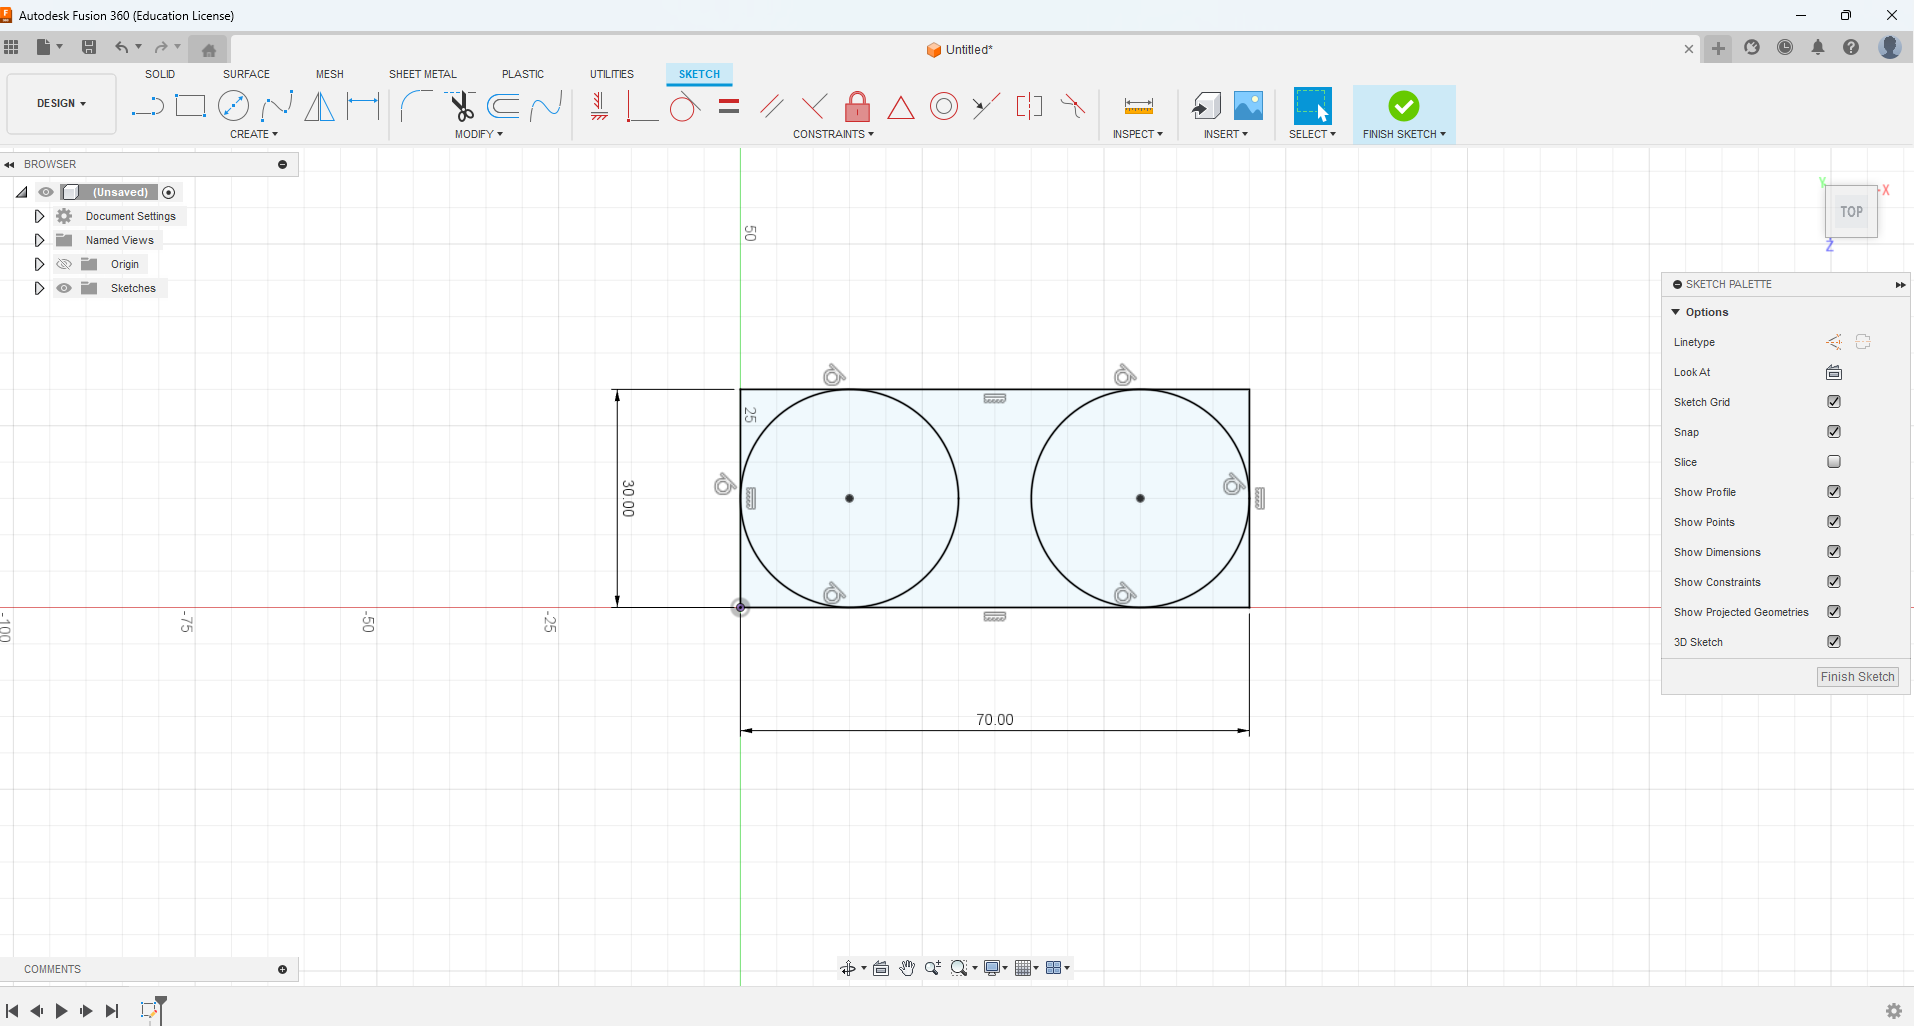 Autodesk Fusion 360 (Education License)
Untitled*
DESIGN
SOLID
SURFACE
MESH
SHEET METAL
PLASTIC
UTILITIES
SKETCH
CREATE
MODIFY
CONSTRAINTS
INSPECT
INSERT
SELECT
FINISH SKETCH
BROWSER
(Unsaved)
Document Settings
Named Views
Origin
Sketches
50
25
-100
-75
-50
-25
30.00
70.00
Y
X
TOP
Z
SKETCH PALETTE
Options
Linetype
Look At
Sketch Grid
Snap
Slice
Show Profile
Show Points
Show Dimensions
Show Constraints
Show Projected Geometries
3D Sketch
Finish Sketch
COMMENTS